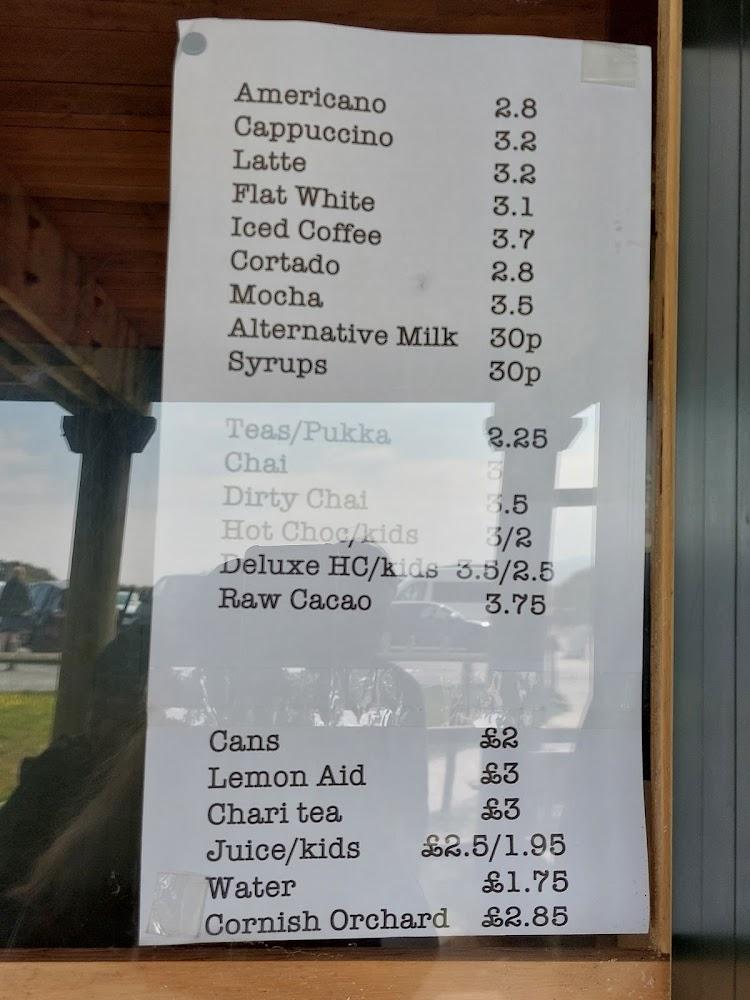 Americano 2.8
Cappuccino 3.2
Latte 3.2
Flat White 3.1
Iced Coffee 3.7
Cortado 2.8
Mocha 3.5
Alternative Milk 30p
Syrups 30p
Teas/Pukka 2.25
Chai 3
Dirty Chai 3.5
Hot Choc/kids 3/2
Deluxe HC/kids 3.5/2.5
Raw Cacao 3.75
Cans £2
Lemon Aid £3
Chari tea £3
Juice/kids £2.5/1.95
Water £1.75
Cornish Orchard £2.85